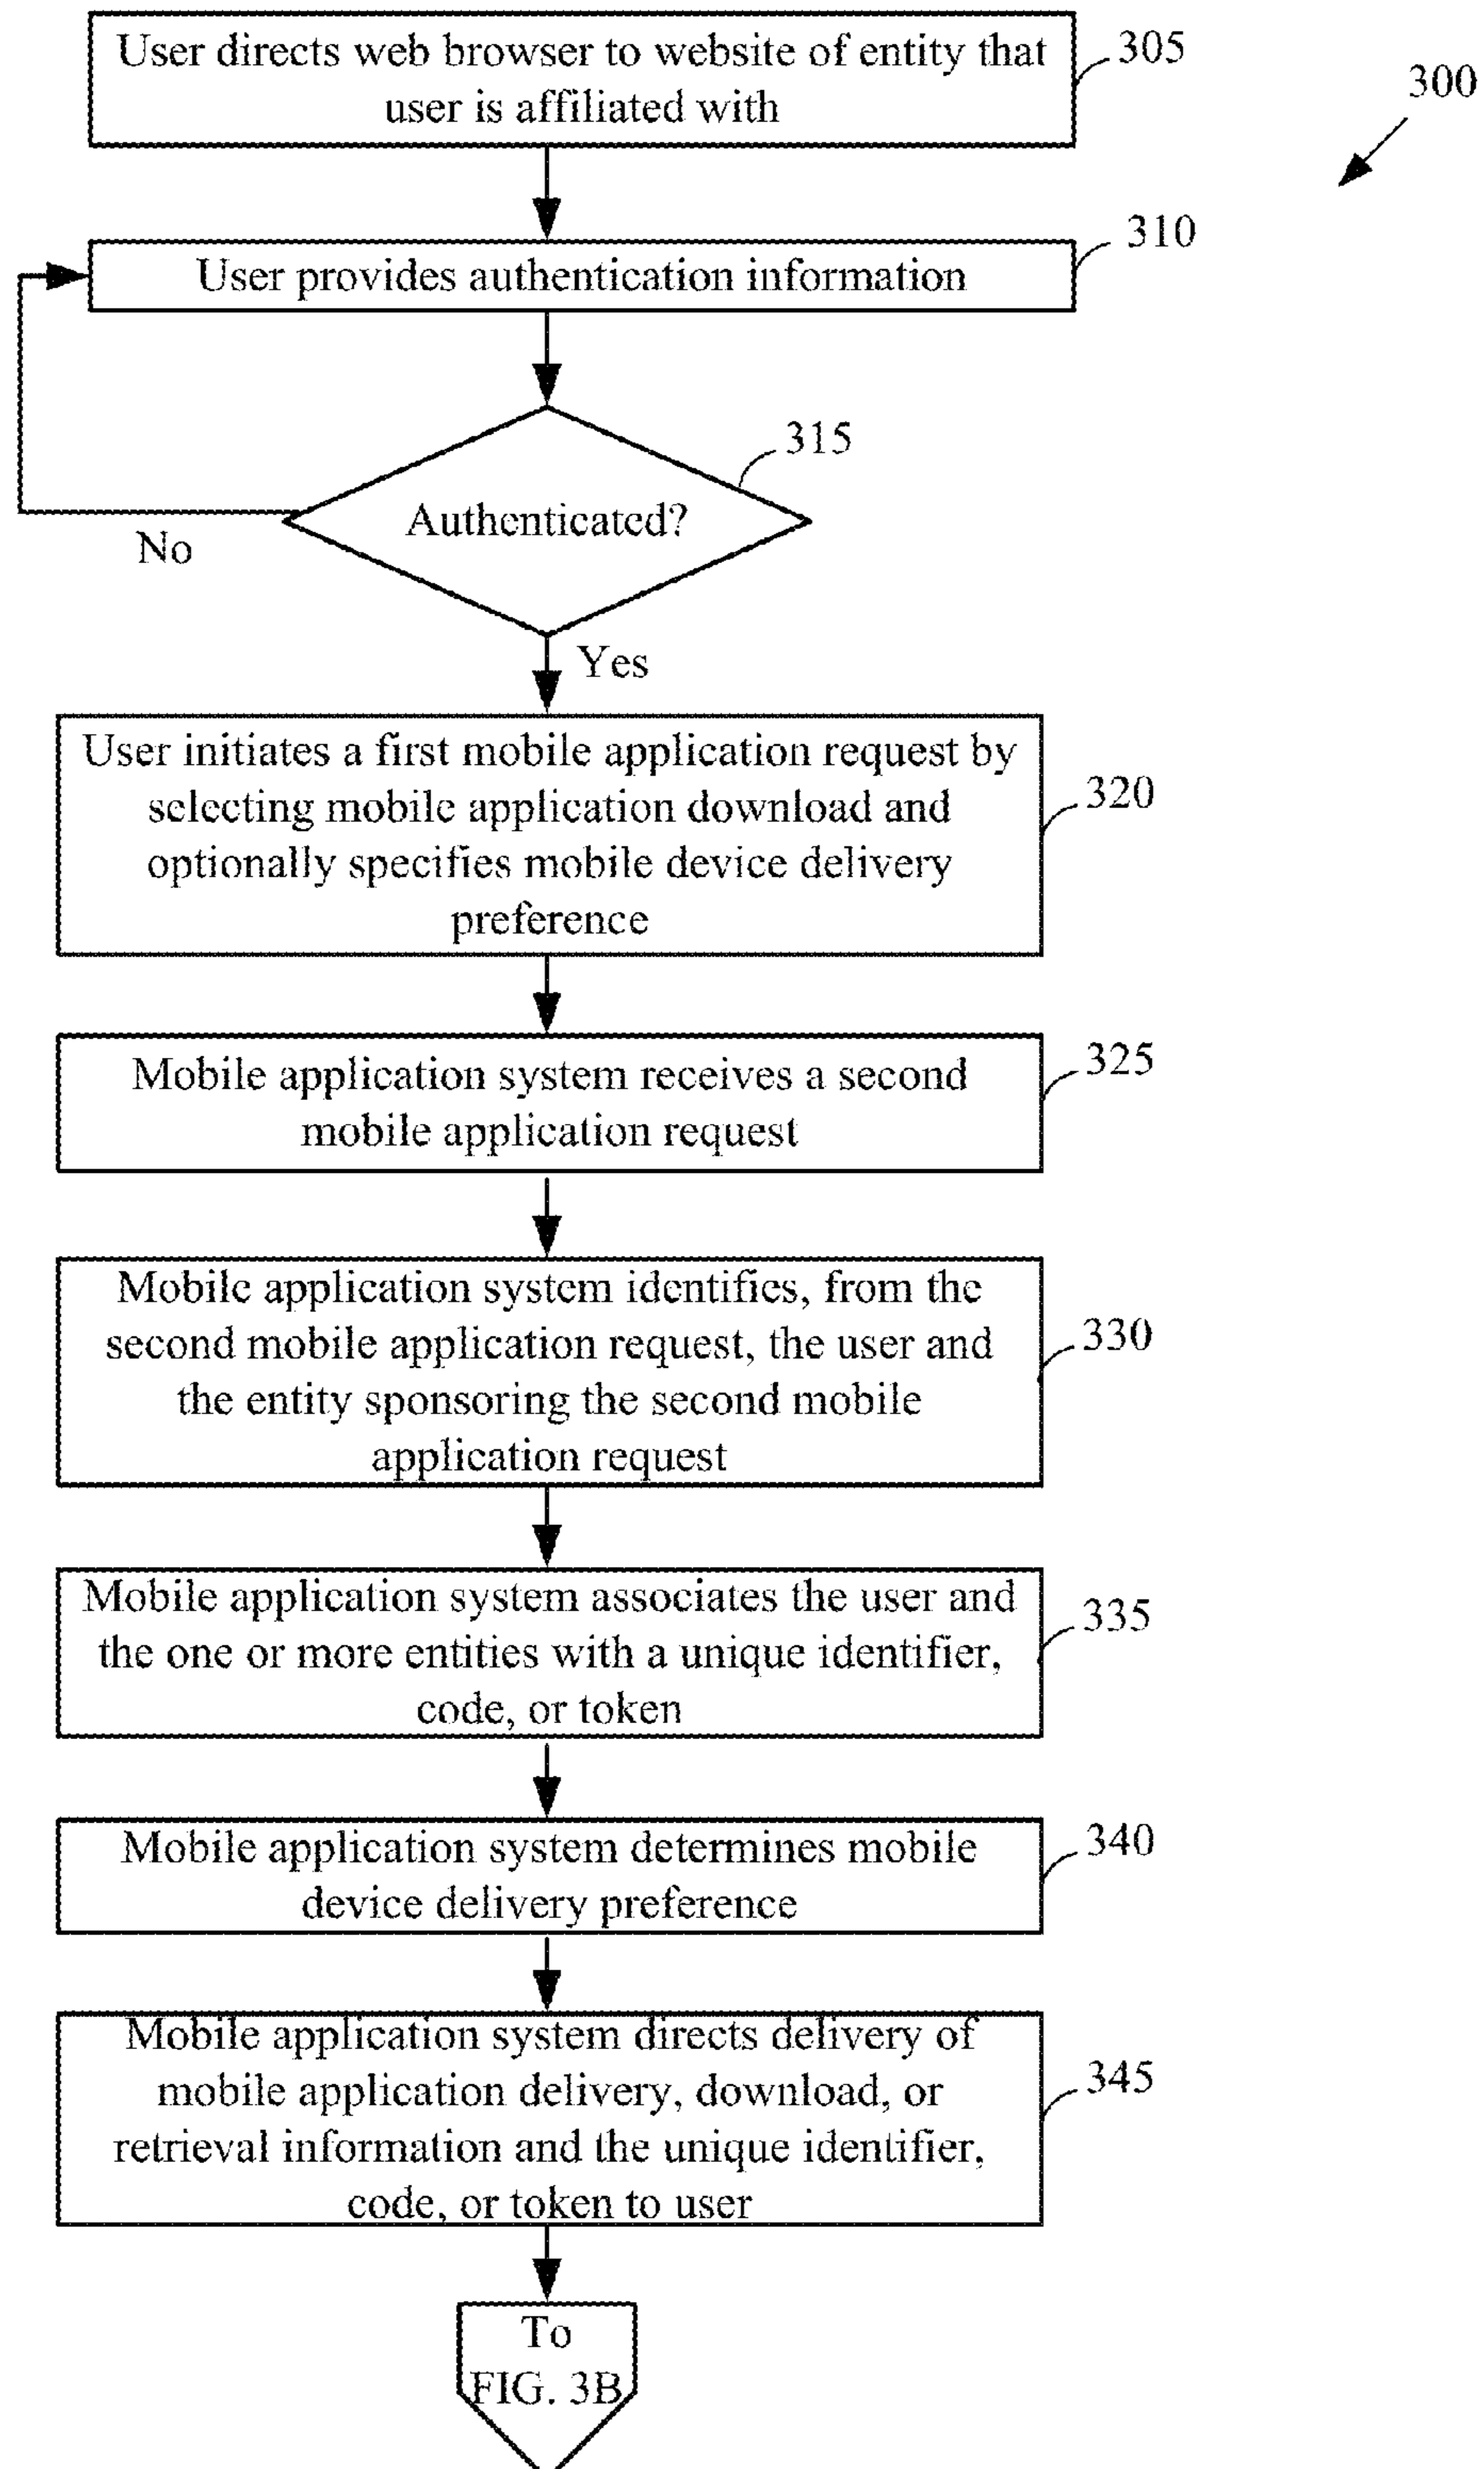 User directs web browser to website of entity that
user is affiliated with
305
300
User provides authentication information
310
Authenticated?
315
No
Yes
User initiates a first mobile application request by
selecting mobile application download and
optionally specifies mobile device delivery
preference
320
Mobile application system receives a second
mobile application request
325
Mobile application system identifies, from the
second mobile application request, the user and
the entity sponsoring the second mobile
application request
330
Mobile application system associates the user and
the one or more entities with a unique identifier,
code, or token
335
Mobile application system determines mobile
device delivery preference
340
Mobile application system directs delivery of
mobile application delivery, download, or
retrieval information and the unique identifier,
code, or token to user
345
To
FIG. 3B